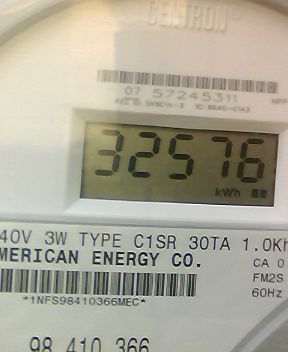 CENTRON®
07 57245311
32576
kWh
40V 3W TYPE C1SR 30TA 1.0Kh
MERICAN ENERGY CO.
CA 0
FM2S
60Hz
*1NFS98410366MEC*
98 410 366